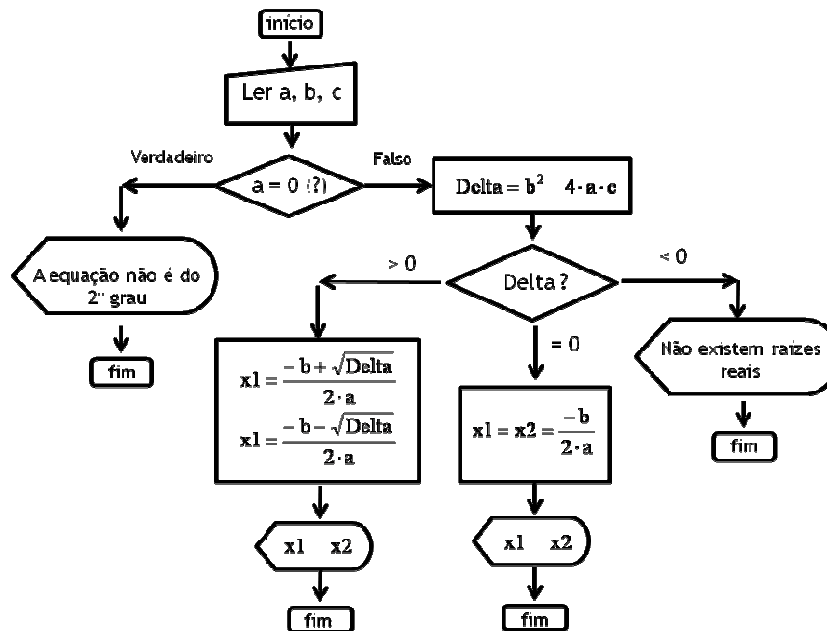 início
Ler a, b, c
Verdadeiro
a = 0 (?)
Falso
Delta = b² 4·a·c
A equação não é do
2º grau
fim
> 0
Delta?
< 0
= 0
Não existem raízes
reais
fim
x1 = (-b + √Delta) / (2·a)
x1 = (-b - √Delta) / (2·a)
x1 = x2 = -b / (2·a)
x1 x2
x1 x2
fim
fim